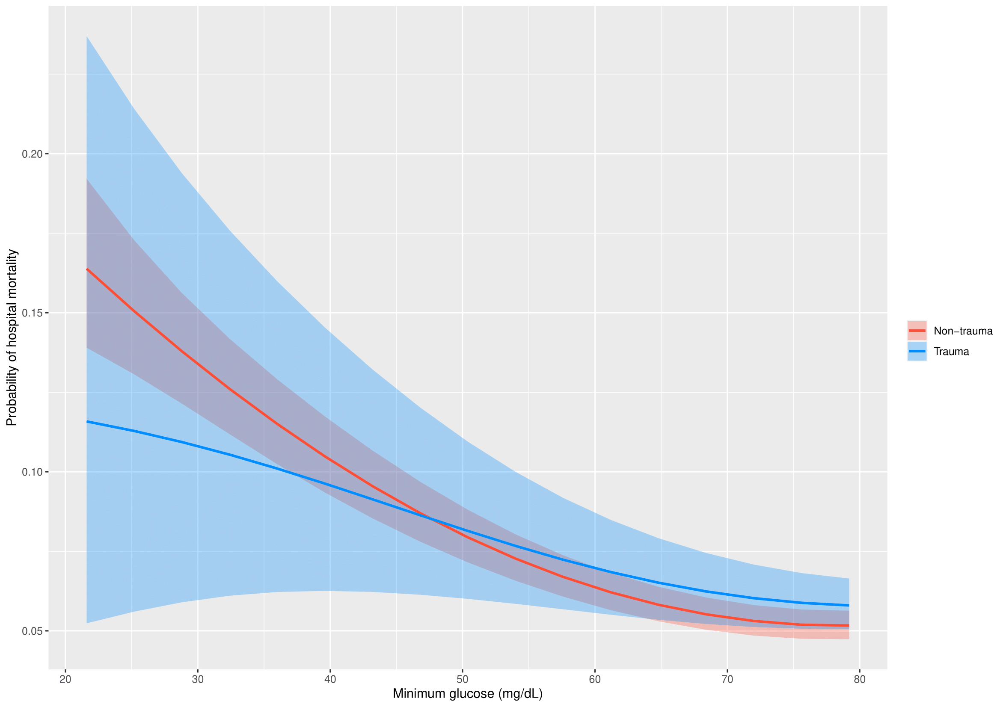 Probability of hospital mortality
0.20
0.15
0.10
0.05
20 30 40 50 60 70 80
Minimum glucose (mg/dL)
Non−trauma
Trauma